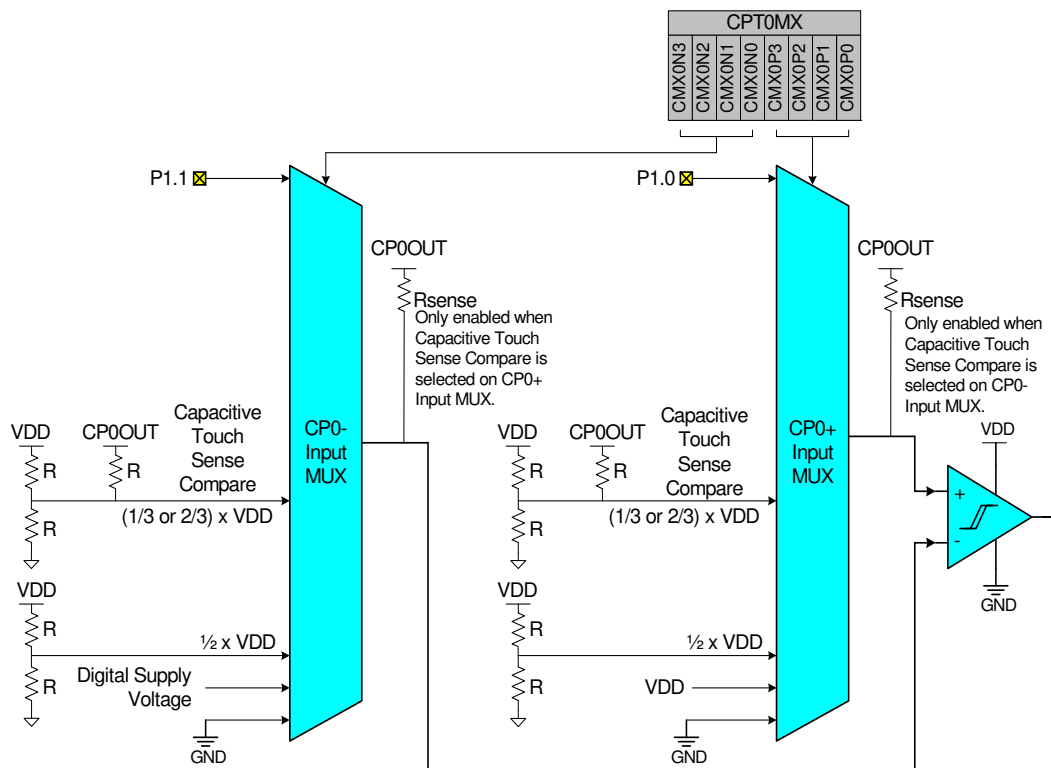 CPT0MX
CMX0N3
CMX0N2
CMX0N1
CMX0N0
CMX0P3
CMX0P2
CMX0P1
CMX0P0
P1.1
CP0OUT
Rsense
Only enabled when
Capacitive Touch
Sense Compare is
selected on CP0+
Input MUX.
CP0-
Input
MUX
VDD
R
R
CP0OUT
R
Capacitive
Touch
Sense
Compare
(1/3 or 2/3) x VDD
VDD
R
R
½ x VDD
Digital Supply
Voltage
GND
P1.0
CP0OUT
Rsense
Only enabled when
Capacitive Touch
Sense Compare is
selected on CP0-
Input MUX.
CP0+
Input
MUX
VDD
R
R
CP0OUT
R
Capacitive
Touch
Sense
Compare
(1/3 or 2/3) x VDD
VDD
R
R
½ x VDD
VDD
GND
VDD
+
-
GND